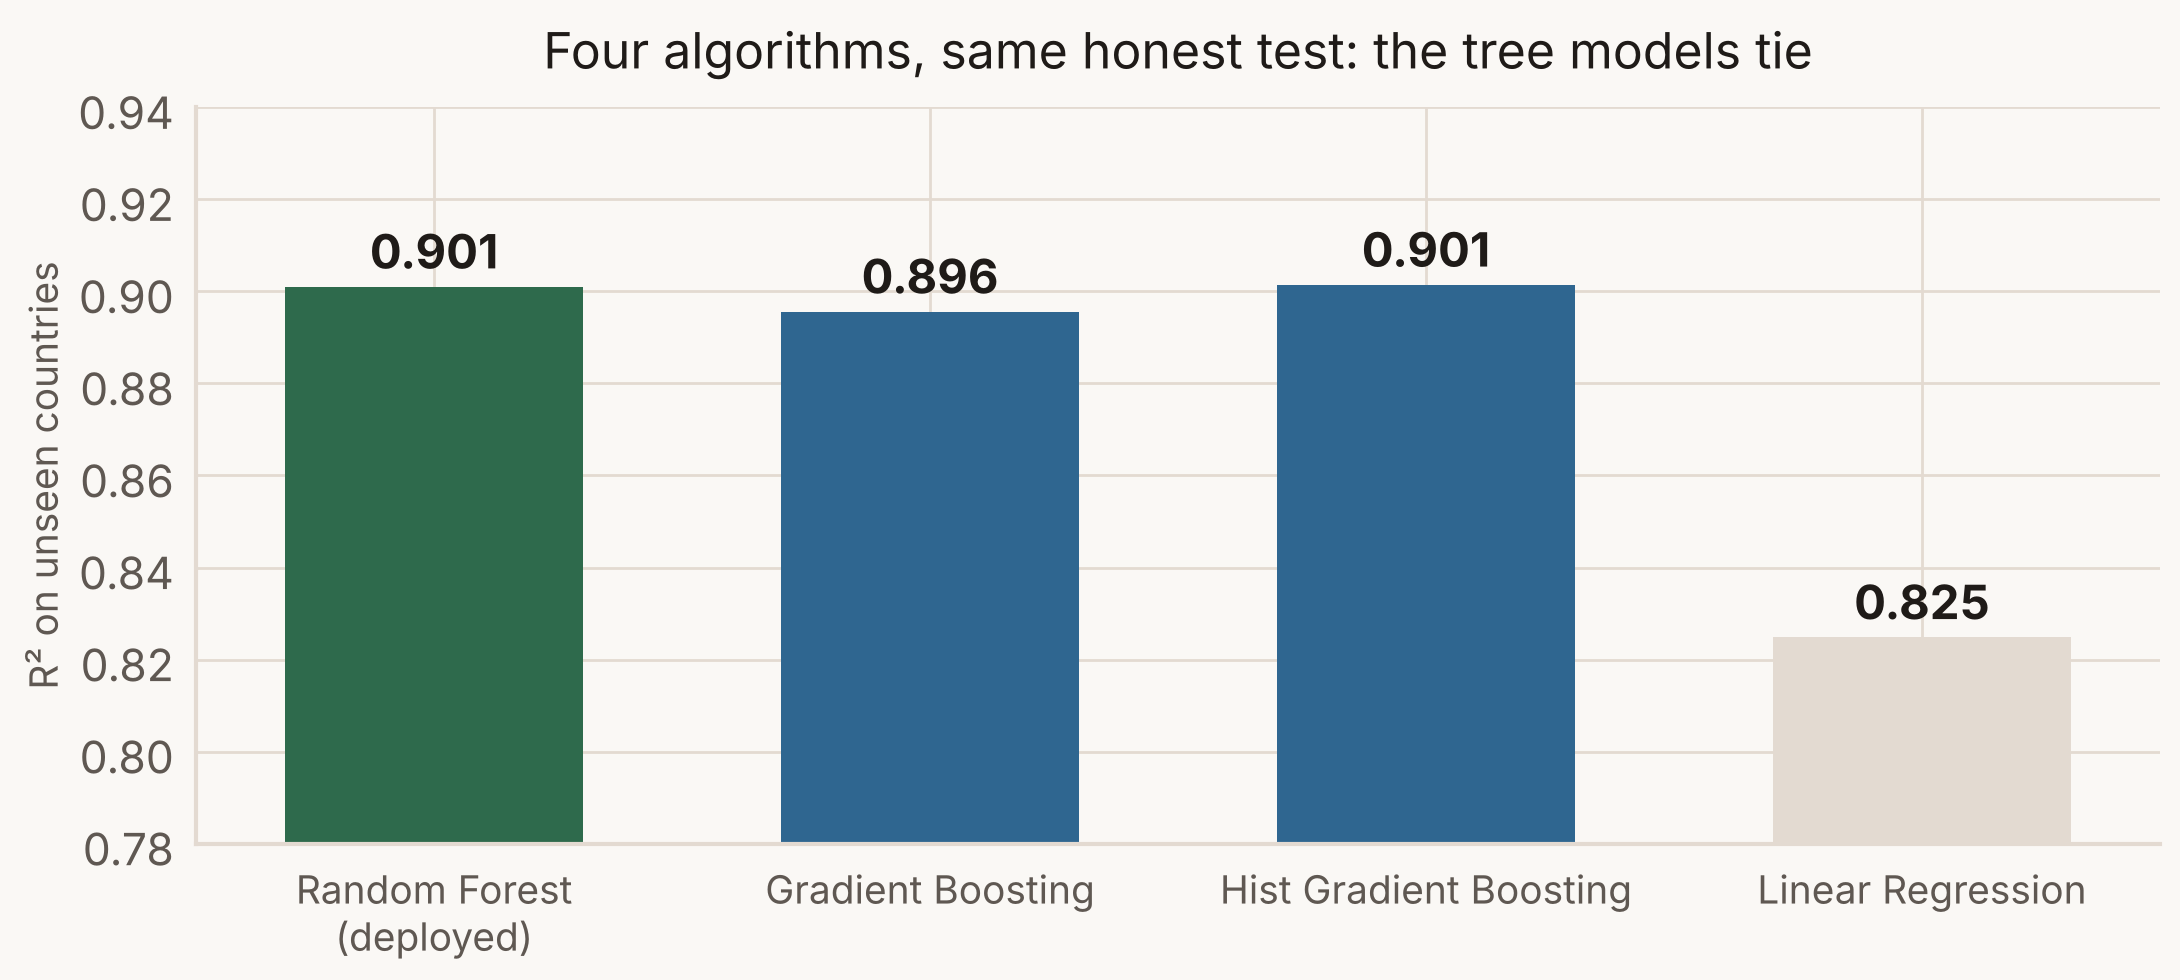 Four algorithms, same honest test: the tree models tie
R² on unseen countries
0.94
0.92
0.90
0.88
0.86
0.84
0.82
0.80
0.78
0.901
0.896
0.901
0.825
Random Forest
(deployed)
Gradient Boosting
Hist Gradient Boosting
Linear Regression